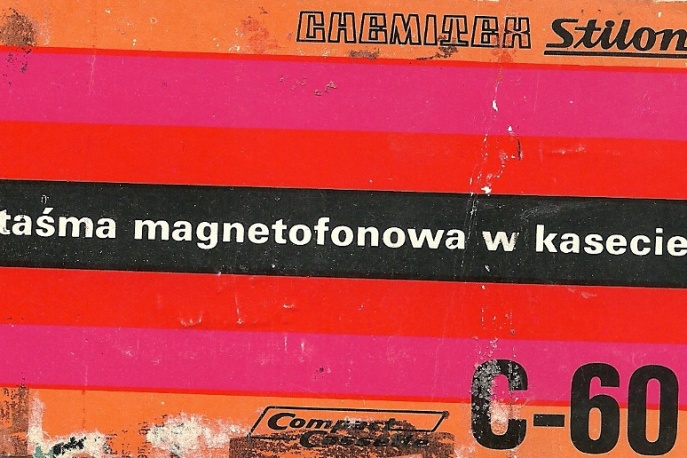 CHEMITEX Stilon
taśma magnetofonowa w kasecie
C-60
Compact
Cassette